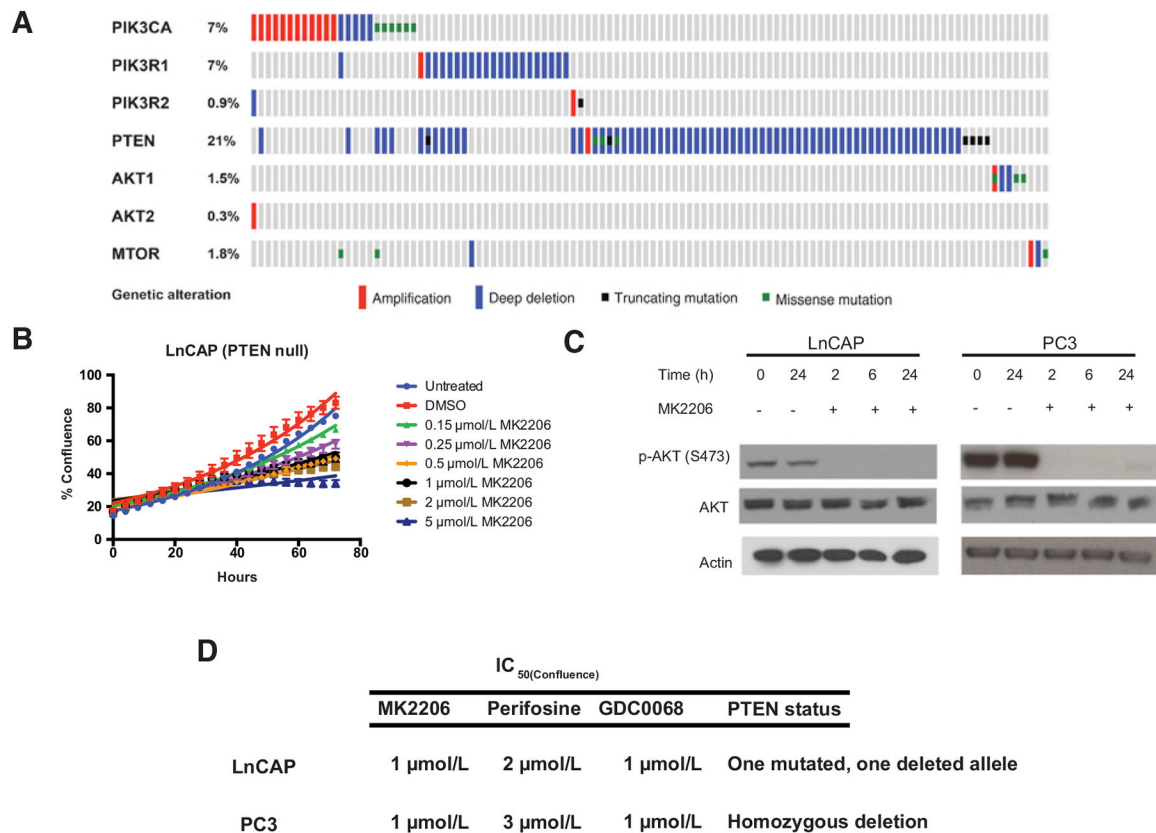 A
PIK3CA 7%
PIK3R1 7%
PIK3R2 0.9%
PTEN 21%
AKT1 1.5%
AKT2 0.3%
MTOR 1.8%
Genetic alteration Amplification Deep deletion Truncating mutation Missense mutation
B
LnCAP (PTEN null)
% Confluence
100
80
60
40
20
0
0 20 40 60 80
Hours
Untreated
DMSO
0.15 µmol/L MK2206
0.25 µmol/L MK2206
0.5 µmol/L MK2206
1 µmol/L MK2206
2 µmol/L MK2206
5 µmol/L MK2206
C
LnCAP PC3
Time (h) 0 24 2 6 24 0 24 2 6 24
MK2206 - - + + + - - + + +
p-AKT (S473)
AKT
Actin
D
IC50(Confluence)
MK2206 Perifosine GDC0068 PTEN status
LnCAP 1 µmol/L 2 µmol/L 1 µmol/L One mutated, one deleted allele
PC3 1 µmol/L 3 µmol/L 1 µmol/L Homozygous deletion